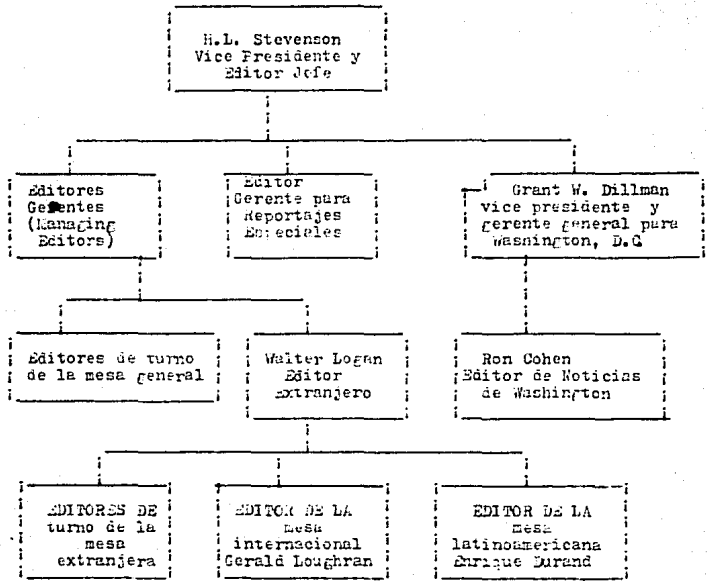 H.L. Stevenson
Vice Presidente y
Editor Jefe
Editores
Gerentes
(Managing
Editors)
Editor
Gerente para
Reportajes
Especiales
Grant W. Dillman
vice presidente y
gerente general para
Washington, D.C
Editores de turno
de la mesa general
Walter Logan
Editor
Extranjero
Ron Cohen
Editor de Noticias
de Washington
EDITORES DE
turno de la
mesa
extranjera
EDITOR DE LA
mesa
internacional
Gerald Loughran
EDITOR DE LA
mesa
latinoamericana
Enrique Durand